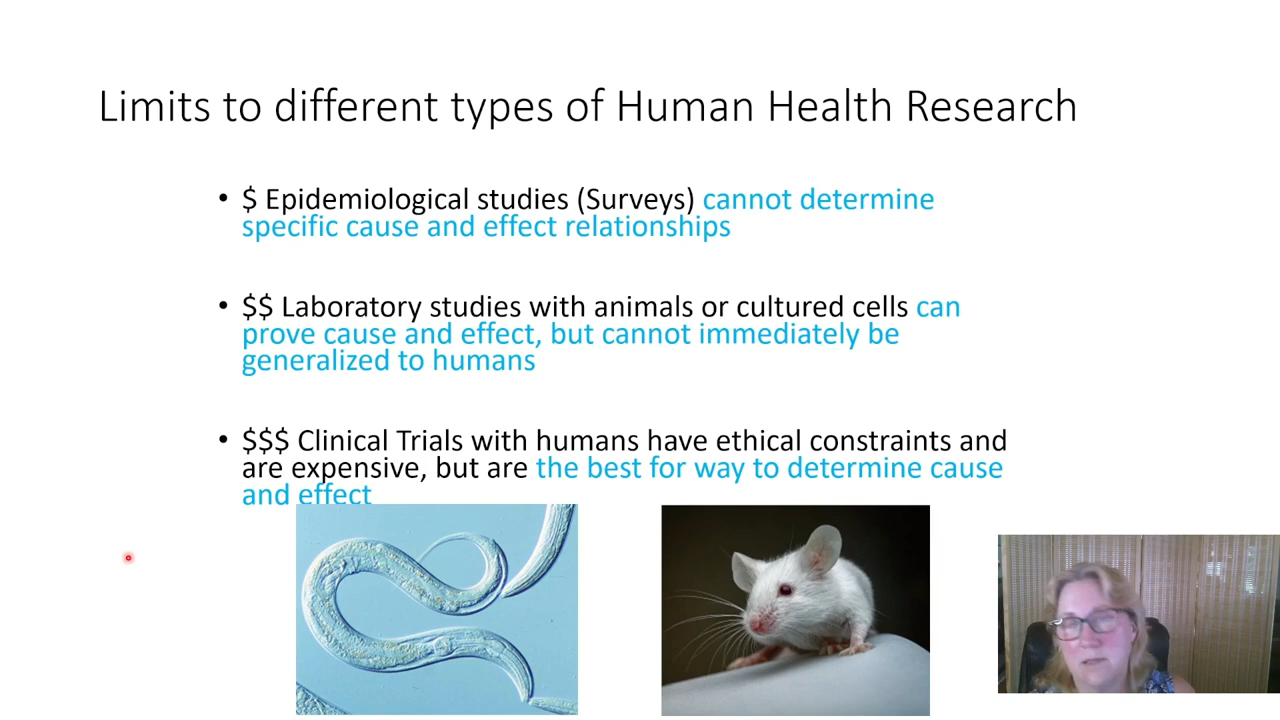 Limits to different types of Human Health Research
• $ Epidemiological studies (Surveys) cannot determine
specific cause and effect relationships
• $$ Laboratory studies with animals or cultured cells can
prove cause and effect, but cannot immediately be
generalized to humans
• $$$ Clinical Trials with humans have ethical constraints and
are expensive, but are the best for way to determine cause
and effect